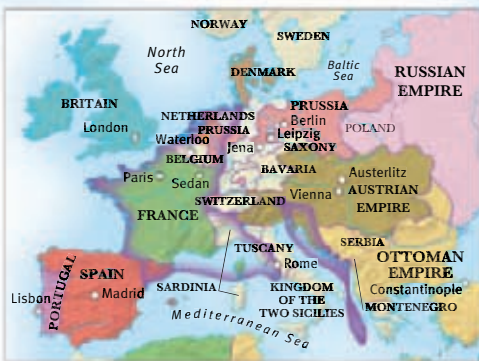 NORWAY
SWEDEN
North
Sea
Baltic
Sea
DENMARK
RUSSIAN
EMPIRE
BRITAIN
NETHERLANDS
PRUSSIA
PRUSSIA
Berlin
London
Waterloo
Leipzig
POLAND
Jena
SAXONY
BELGIUM
BAVARIA
Paris
Sedan
Austerlitz
Vienna
AUSTRIAN
EMPIRE
SWITZERLAND
FRANCE
SERBIA
TUSCANY
OTTOMAN
EMPIRE
Rome
PORTUGAL
SPAIN
Madrid
Lisbon
SARDINIA
KINGDOM
OF THE
TWO SICILIES
Constantinople
MONTENEGRO
Mediterranean Sea